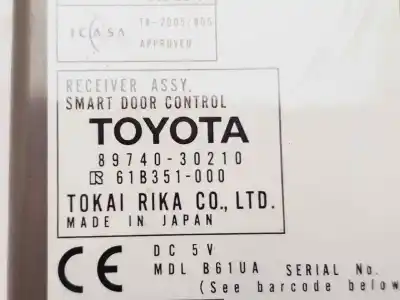 ICASA
TA-2005/805
APPROVED
RECEIVER ASSY,
SMART DOOR CONTROL
TOYOTA
89740-30210
R 61B351-000
TOKAI RIKA CO., LTD.
MADE IN JAPAN
CE
DC 5V
MDL B61UA SERIAL No.
(See barcode below